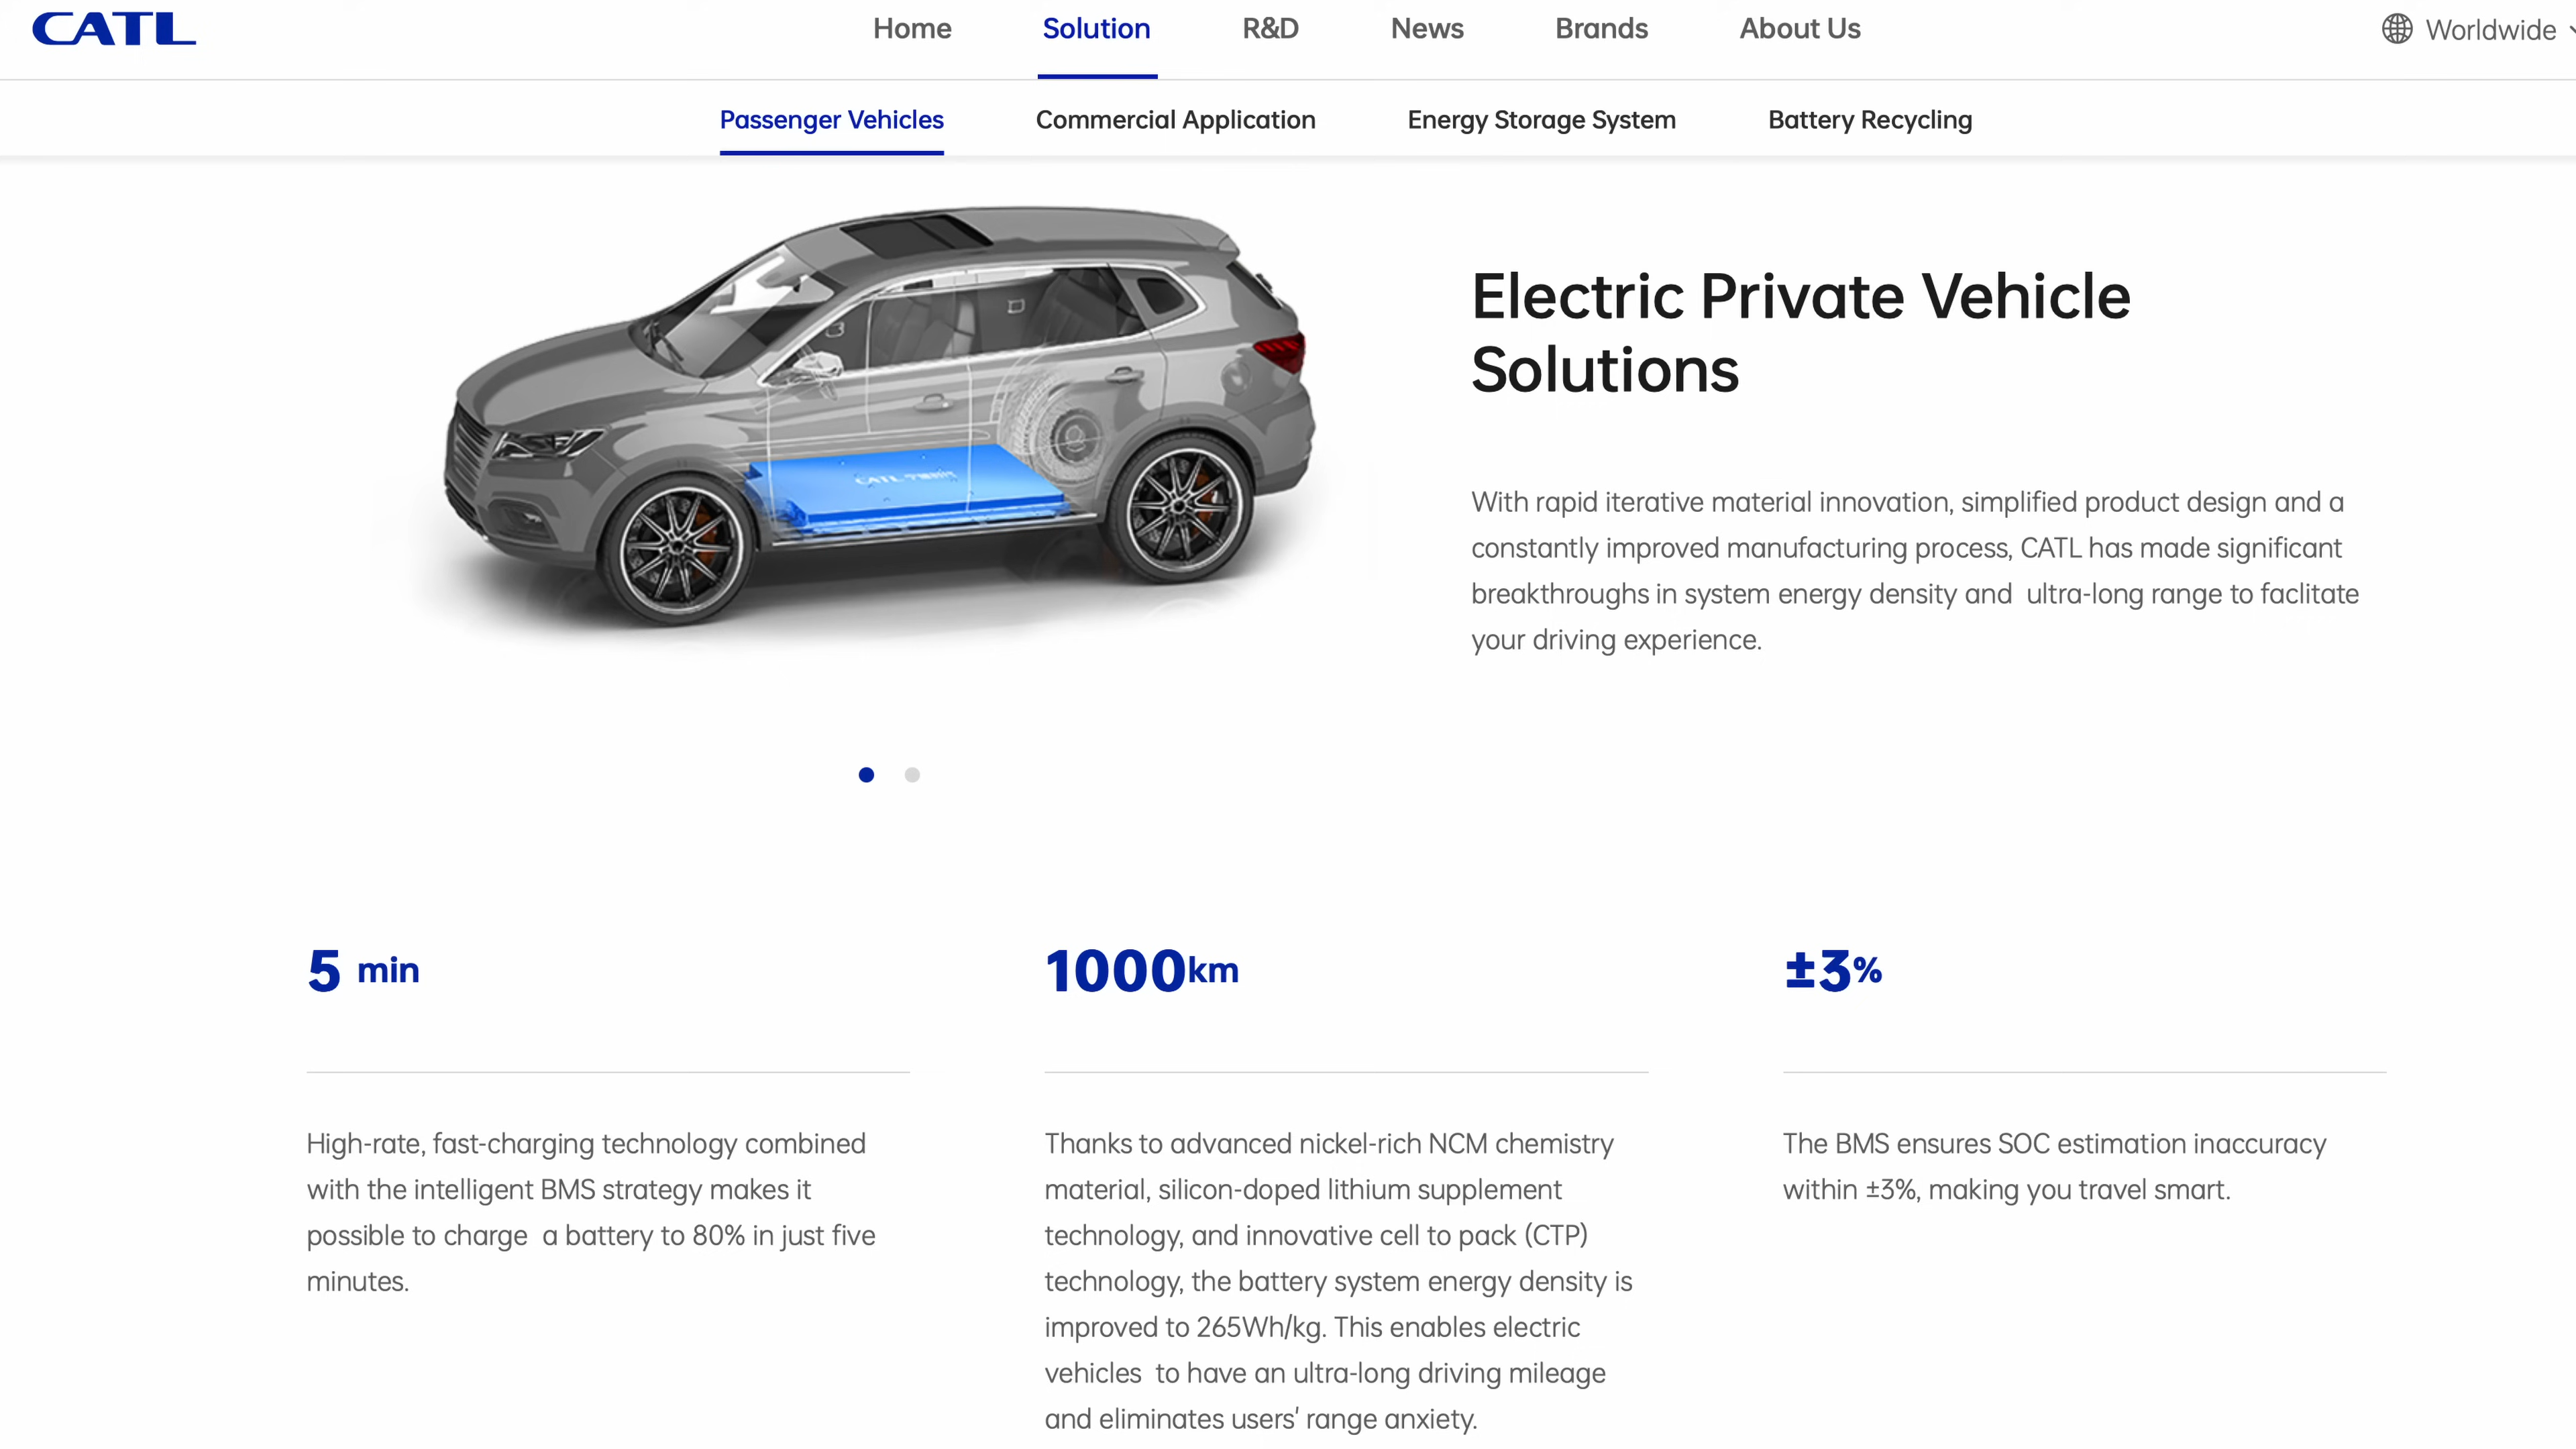 CATL
Home
Solution
R&D
News
Brands
About Us
Worldwide
Passenger Vehicles
Commercial Application
Energy Storage System
Battery Recycling
CATL
Electric Private Vehicle
Solutions
With rapid iterative material innovation, simplified product design and a
constantly improved manufacturing process, CATL has made significant
breakthroughs in system energy density and ultra-long range to faclitate
your driving experience.
5 min
High-rate, fast-charging technology combined
with the intelligent BMS strategy makes it
possible to charge a battery to 80% in just five
minutes.
1000km
Thanks to advanced nickel-rich NCM chemistry
material, silicon-doped lithium supplement
technology, and innovative cell to pack (CTP)
technology, the battery system energy density is
improved to 265Wh/kg. This enables electric
vehicles to have an ultra-long driving mileage
and eliminates users' range anxiety.
±3%
The BMS ensures SOC estimation inaccuracy
within ±3%, making you travel smart.